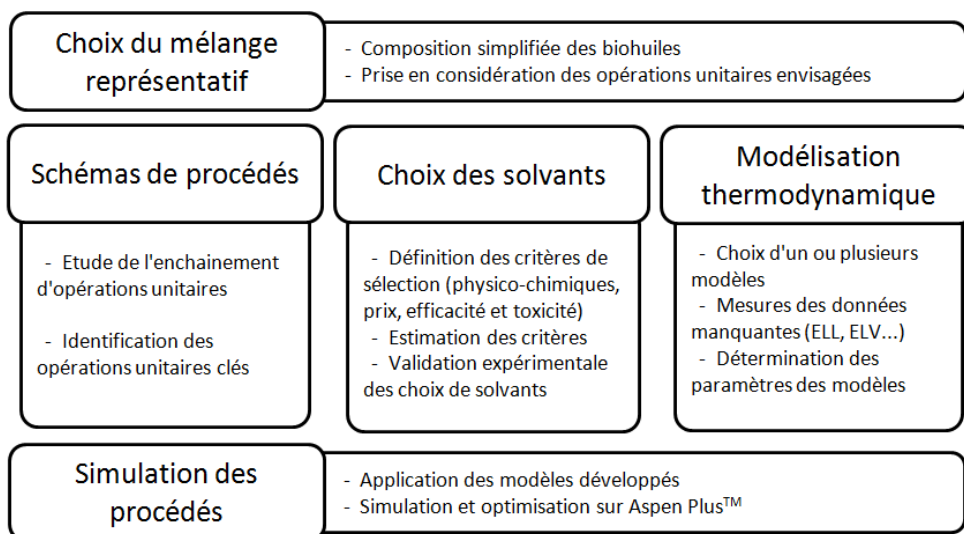 Choix du mélange
représentatif
- Composition simplifiée des biohuiles
- Prise en considération des opérations unitaires envisagées
Schémas de procédés
- Etude de l'enchainement
d'opérations unitaires
- Identification des
opérations unitaires clés
Choix des solvants
- Définition des critères de
sélection (physico-chimiques,
prix, efficacité et toxicité)
- Estimation des critères
- Validation expérimentale
des choix de solvants
Modélisation
thermodynamique
- Choix d'un ou plusieurs
modèles
- Mesures des données
manquantes (ELL, ELV...)
- Détermination des
paramètres des modèles
Simulation des
procédés
- Application des modèles développés
- Simulation et optimisation sur Aspen Plus™